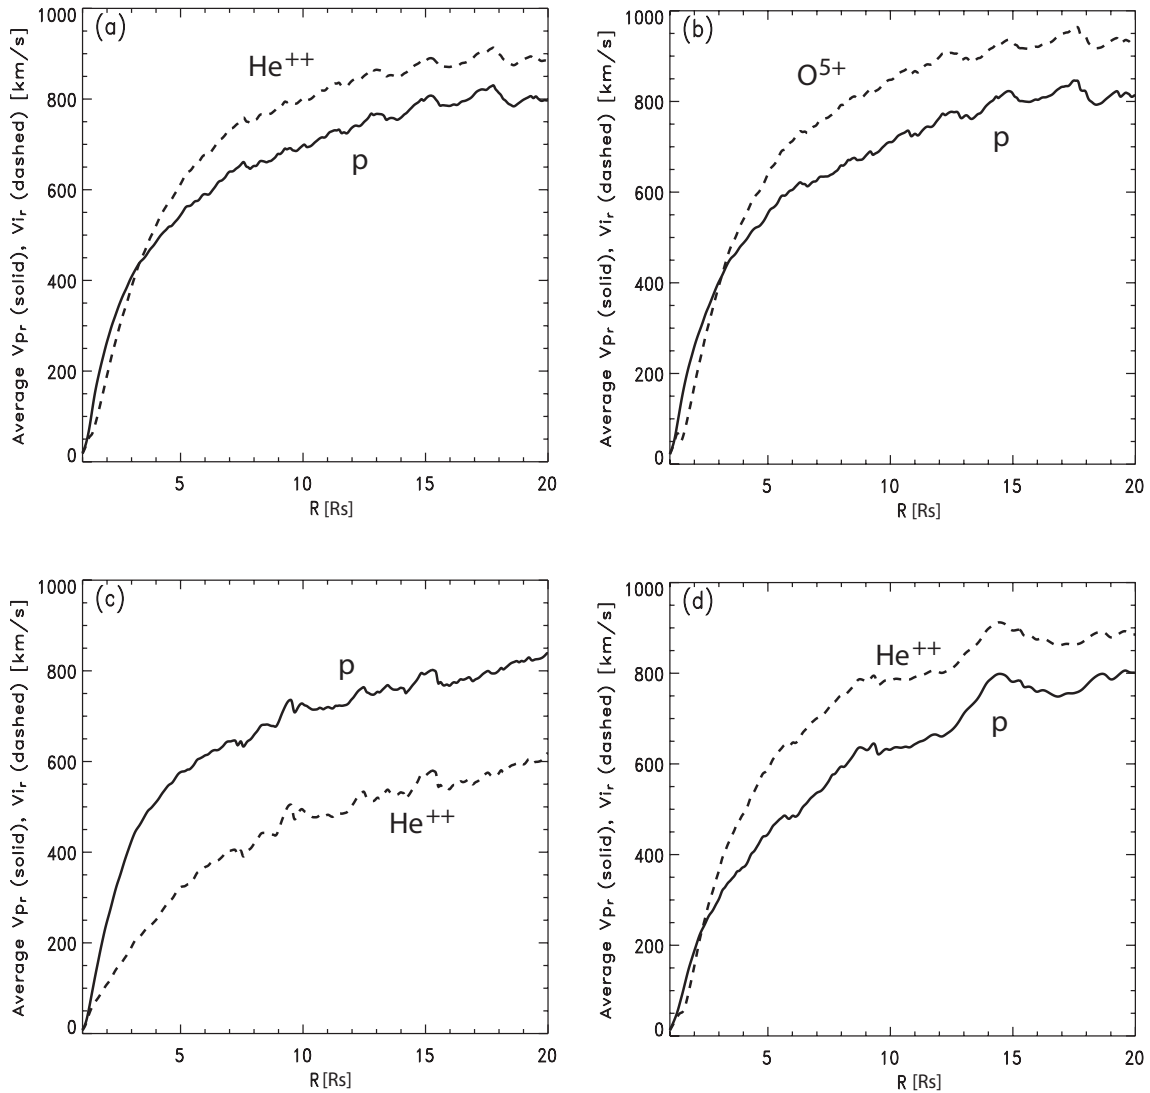 (a)
1000
800
600
400
200
0
5
10
15
20
R [Rs]
Average Vpᵣ (solid), Viᵣ (dashed) [km/s]
He⁺⁺
p
(b)
1000
800
600
400
200
0
5
10
15
20
R [Rs]
Average Vpᵣ (solid), Viᵣ (dashed) [km/s]
O⁵⁺
p
(c)
1000
800
600
400
200
0
5
10
15
20
R [Rs]
Average Vpᵣ (solid), Viᵣ (dashed) [km/s]
p
He⁺⁺
(d)
1000
800
600
400
200
0
5
10
15
20
R [Rs]
Average Vpᵣ (solid), Viᵣ (dashed) [km/s]
He⁺⁺
p